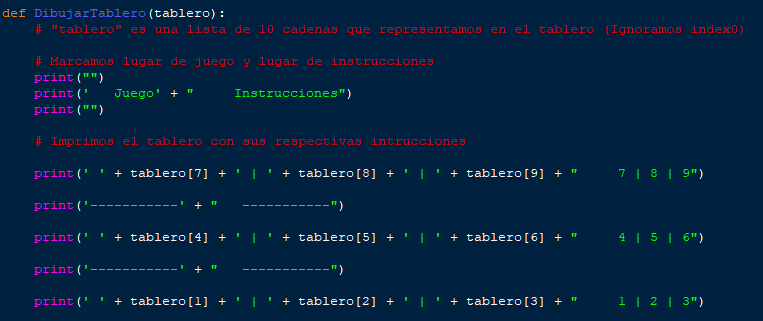 def DibujarTablero(tablero):
    # "tablero" es una lista de 10 cadenas que representamos en el tablero (Ignoramos index0)
    # Marcamos lugar de juego y lugar de instrucciones
    print("")
    print('   Juego' + "     Instrucciones")
    print("")
    # Imprimos el tablero con sus respectivas intrucciones
    print(' ' + tablero[7] + ' | ' + tablero[8] + ' | ' + tablero[9] + "     7 | 8 | 9")
    print('-----------' + "   -----------")
    print(' ' + tablero[4] + ' | ' + tablero[5] + ' | ' + tablero[6] + "     4 | 5 | 6")
    print('-----------' + "   -----------")
    print(' ' + tablero[1] + ' | ' + tablero[2] + ' | ' + tablero[3] + "     1 | 2 | 3")